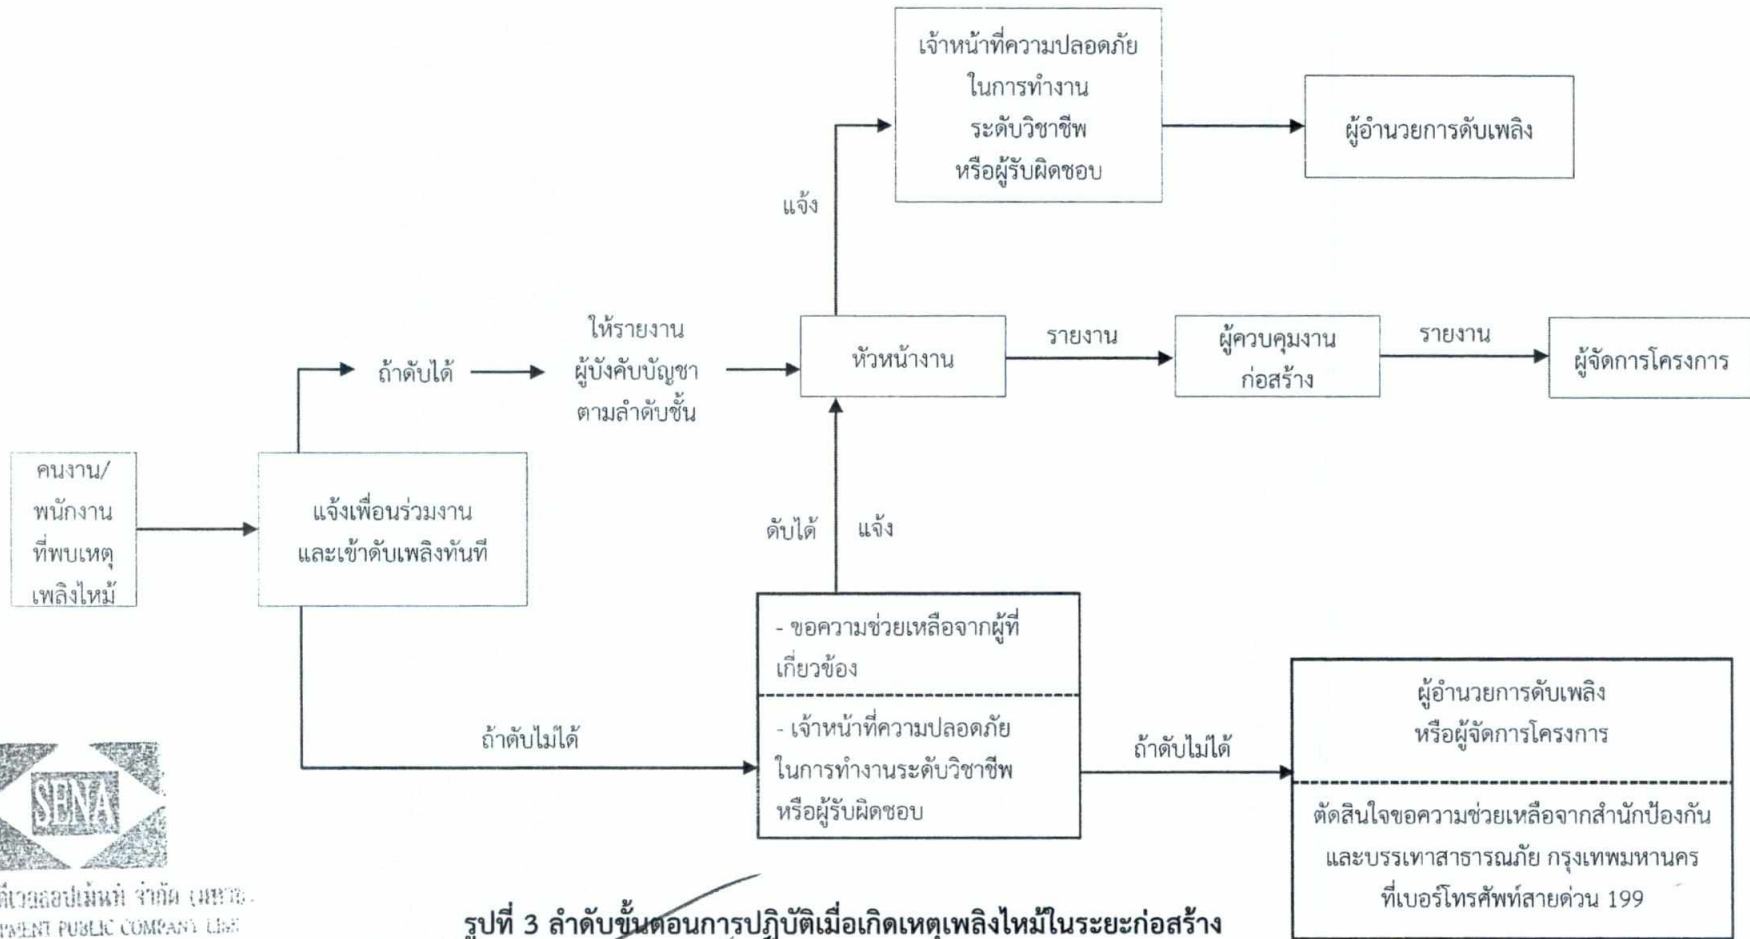 เจ้าหน้าที่ความปลอดภัย
ในการทำงาน
ระดับวิชาชีพ
หรือผู้รับผิดชอบ
ผู้อำนวยการดับเพลิง
แจ้ง
ให้รายงาน
ผู้บังคับบัญชา
ตามลำดับชั้น
ถ้าดับได้
หัวหน้างาน
รายงาน
ผู้ควบคุมงาน
ก่อสร้าง
รายงาน
ผู้จัดการโครงการ
คนงาน/
พนักงาน
ที่พบเหตุ
เพลิงไหม้
แจ้งเพื่อนร่วมงาน
และเข้าดับเพลิงทันที
ดับได้
แจ้ง
- ขอความช่วยเหลือจากผู้ที่
เกี่ยวข้อง
- เจ้าหน้าที่ความปลอดภัย
ในการทำงานระดับวิชาชีพ
หรือผู้รับผิดชอบ
ถ้าดับไม่ได้
ถ้าดับไม่ได้
ผู้อำนวยการดับเพลิง
หรือผู้จัดการโครงการ
ตัดสินใจขอความช่วยเหลือจากสำนักป้องกัน
และบรรเทาสาธารณภัย กรุงเทพมหานคร
ที่เบอร์โทรศัพท์สายด่วน 199
SENA
จำกัด
PUBLIC COMPANY
รูปที่ 3 ลำดับขั้นตอนการปฏิบัติเมื่อเกิดเหตุเพลิงไหม้ในระยะก่อสร้าง